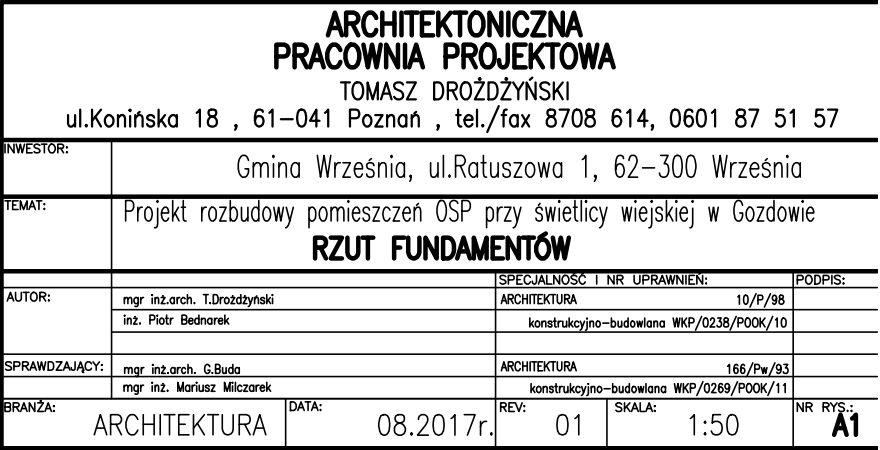 ARCHITEKTONICZNA
PRACOWNIA PROJEKTOWA
TOMASZ DROŻDŻYŃSKI
ul.Konińska 18 , 61-041 Poznań , tel./fax 8708 614, 0601 87 51 57
INWESTOR:
Gmina Września, ul.Ratuszowa 1, 62-300 Września
TEMAT:
Projekt rozbudowy pomieszczeń OSP przy świetlicy wiejskiej w Gozdowie
RZUT FUNDAMENTÓW
SPECJALNOŚĆ I NR UPRAWNIEŃ: PODPIS:
AUTOR: mgr inż.arch. T.Drożdżyński ARCHITEKTURA 10/P/98
inż. Piotr Bednarek konstrukcyjno-budowlana WKP/0238/POOK/10
SPRAWDZAJĄCY: mgr inż.arch. G.Buda ARCHITEKTURA 166/Pw/93
mgr inż. Mariusz Milczarek konstrukcyjno-budowlana WKP/0269/POOK/11
BRANŻA: DATA: REV: SKALA: NR RYS.:
ARCHITEKTURA 08.2017r. 01 1:50 A1